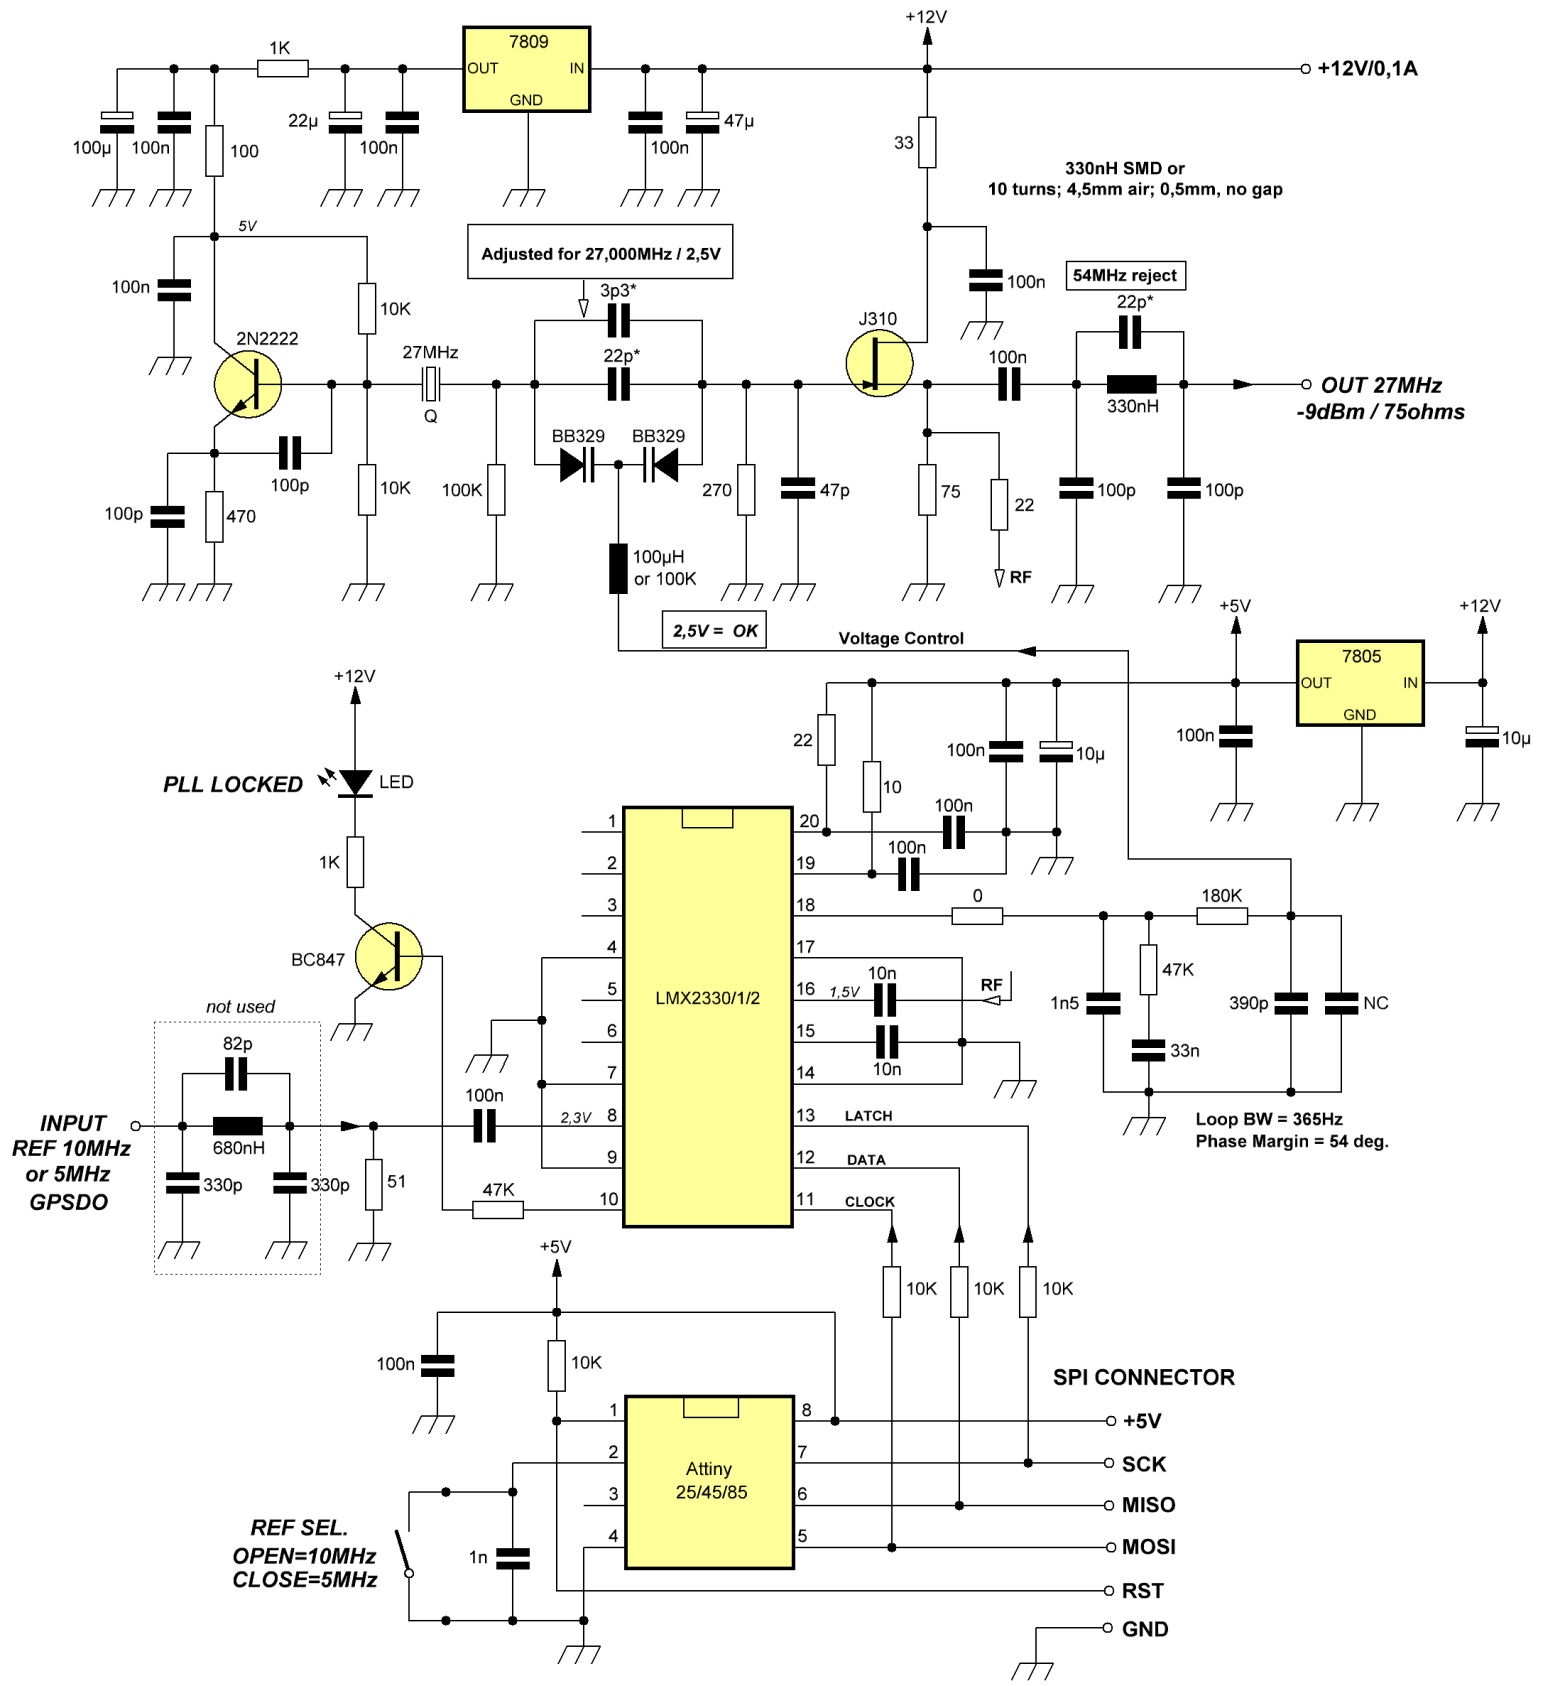 +12V
7809
OUT
IN
GND
1K
+12V/0,1A
100µ
100n
100
22µ
100n
100n
47µ
33
330nH SMD or
10 turns; 4,5mm air; 0,5mm, no gap
5V
Adjusted for 27,000MHz / 2,5V
100n
10K
3p3*
100n
54MHz reject
22p*
2N2222
27MHz
Q
22p*
J310
100n
330nH
OUT 27MHz
-9dBm / 75ohms
BB329
BB329
100p
100p
470
10K
100K
270
47p
75
22
100p
100p
RF
100µH
or 100K
2,5V = OK
Voltage Control
+5V
+12V
7805
OUT
IN
GND
100n
10µ
+12V
PLL LOCKED
LED
1K
BC847
22
10
100n
10µ
100n
100n
1
2
3
4
5
6
7
8
9
10
20
19
18
17
16
15
14
13
12
11
LMX2330/1/2
0
180K
1,5V
10n
RF
10n
1n5
47K
33n
390p
NC
Loop BW = 365Hz
Phase Margin = 54 deg.
not used
82p
680nH
330p
330p
INPUT
REF 10MHz
or 5MHz
GPSDO
51
100n
2,3V
47K
LATCH
DATA
CLOCK
10K
10K
10K
+5V
100n
10K
SPI CONNECTOR
1
2
3
4
8
7
6
5
Attiny
25/45/85
+5V
SCK
MISO
MOSI
RST
GND
REF SEL.
OPEN=10MHz
CLOSE=5MHz
1n